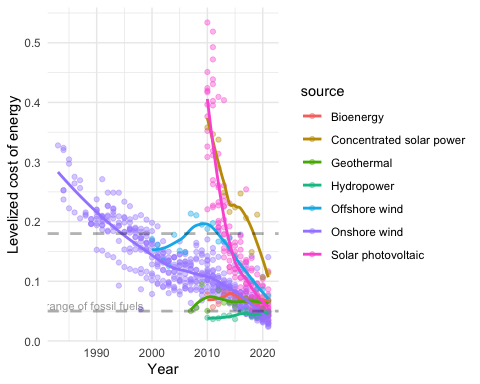 0.5
0.4
0.3
0.2
0.1
0.0
Levelized cost of energy
ange of fossil fuels
1990
2000
2010
2020
Year
source
Bioenergy
Concentrated solar power
Geothermal
Hydropower
Offshore wind
Onshore wind
Solar photovoltaic